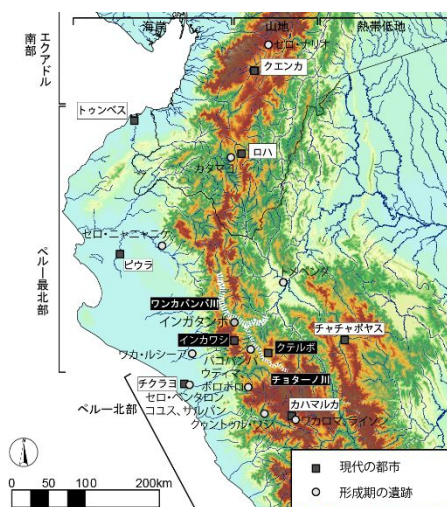 海岸
山地
熱帯低地
エクアドル
南部
セロ・ナリオ
クエンカ
トゥンベス
ロハ
カタマヨ
セロ・ニャニャニケ
ピウラ
ペルー最北部
トメペンダ
ワンカバンバ川
インガタンボ
インカワシ
チャチャポヤス
クテルポ
ワカ・ルシーア
パコパンパ
ウディマ、
ポロポロ
チョターノ川
チクラヨ
ペルー北部
セロ・ベンタロン
コユス、サルパン
カハマルカ
クントゥル・ワシ
ワカロマ、ライソン
N
0 50 100 200km
現代の都市
形成期の遺跡